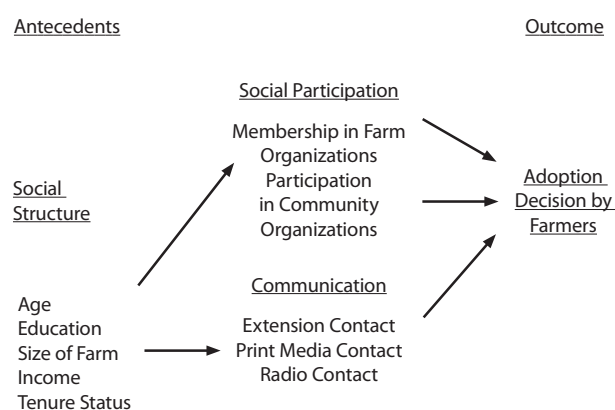 Antecedents
Outcome
Social Participation
Membership in Farm
Organizations
Participation
in Community
Organizations
Social
Structure
Adoption
Decision by
Farmers
Communication
Extension Contact
Print Media Contact
Radio Contact
Age
Education
Size of Farm
Income
Tenure Status